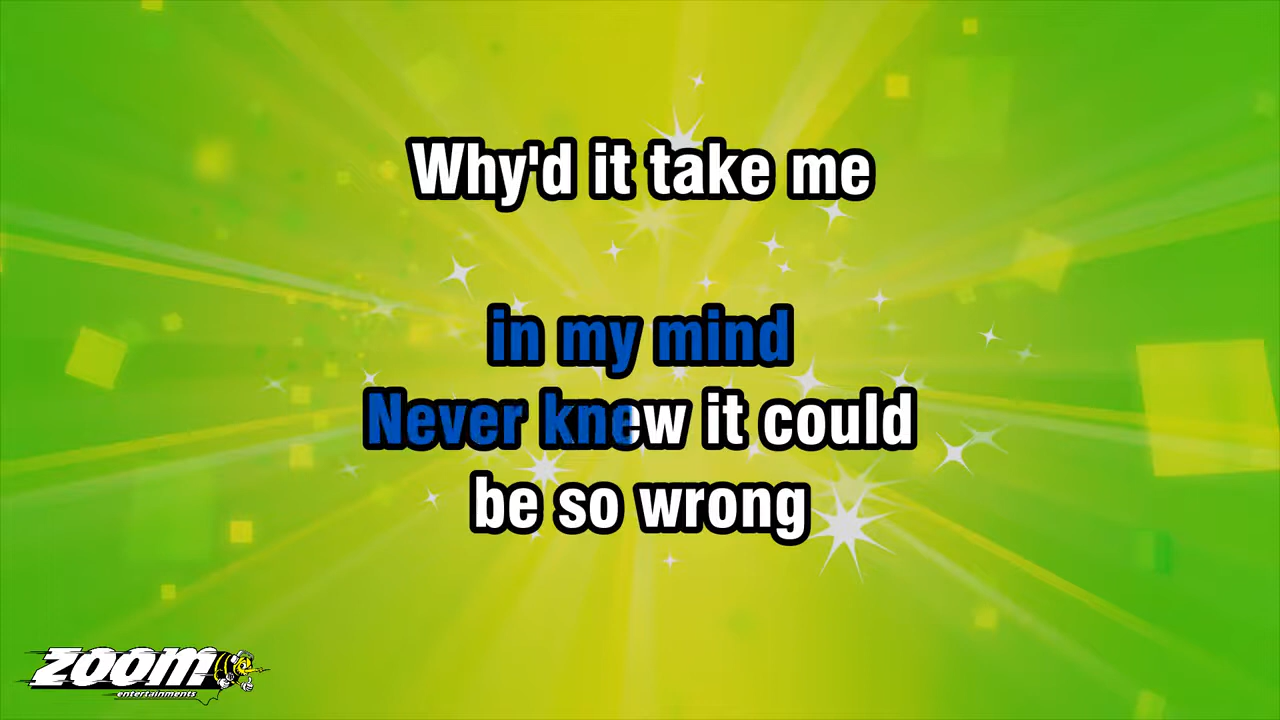 Why'd it take me
in my mind
Never knew it could
be so wrong
ZOOM
entertainments